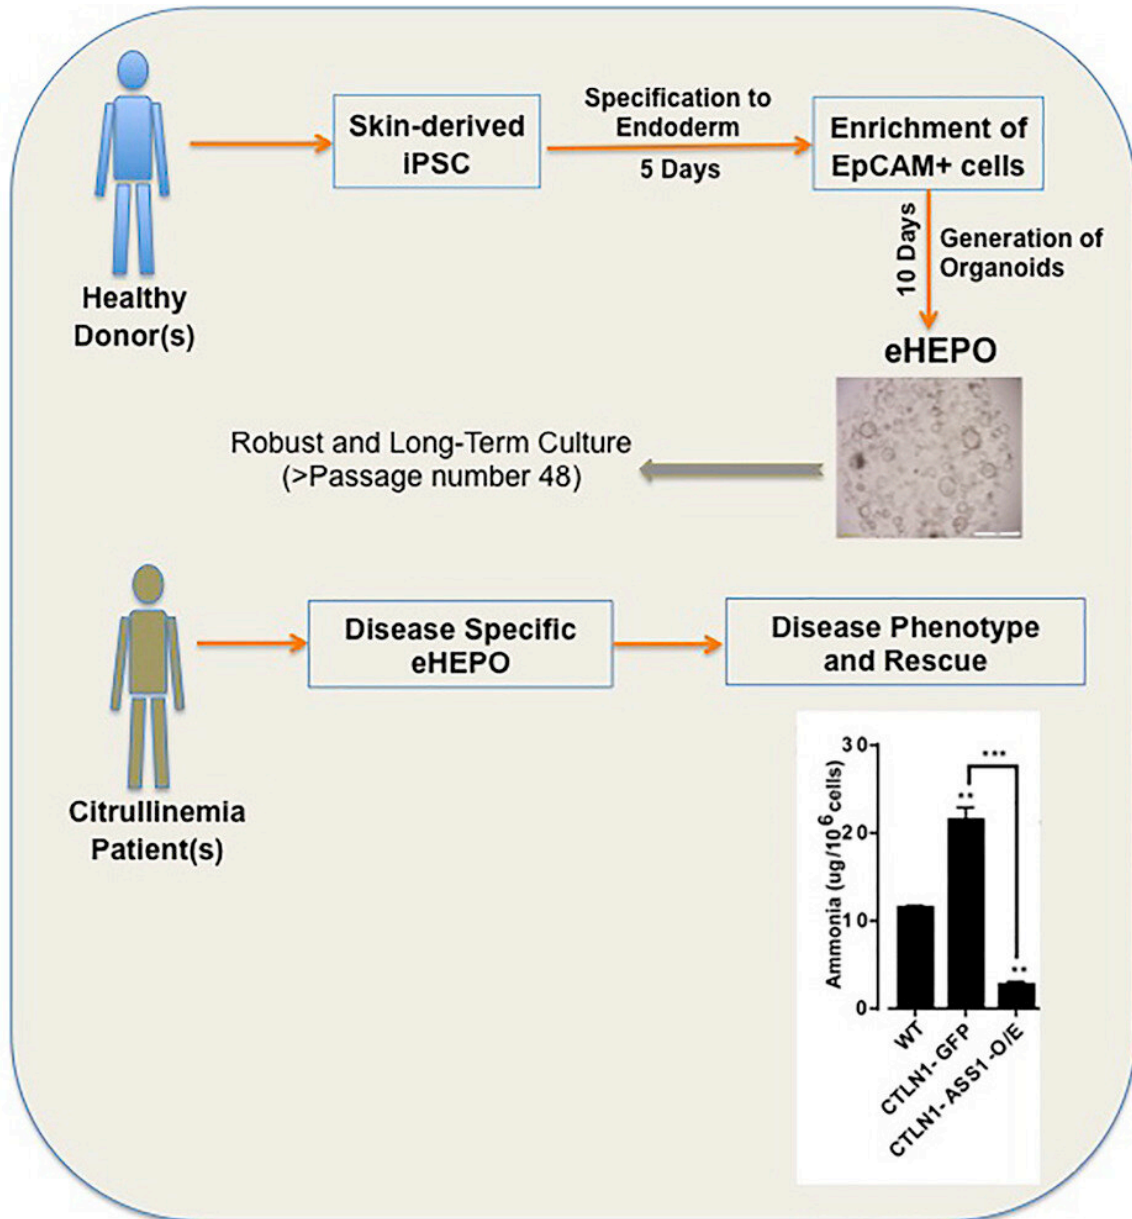 Skin-derived
iPSC
Specification to
Endoderm
5 Days
Enrichment of
EpCAM+ cells
Healthy
Donor(s)
10 Days
Generation of
Organoids
eHEPO
Robust and Long-Term Culture
(>Passage number 48)
Citrullinemia
Patient(s)
Disease Specific
eHEPO
Disease Phenotype
and Rescue
Ammonia (ug/10⁶cells)
30
20
10
0
***
**
**
WT
CTLN1-GFP
CTLN1-ASS1-O/E